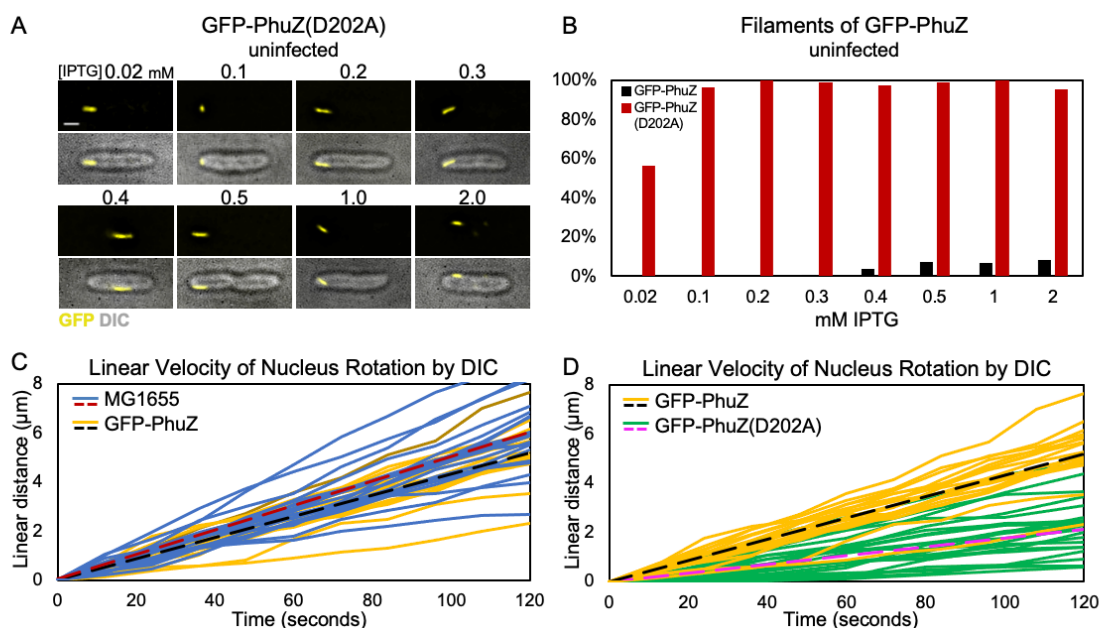 A
GFP-PhuZ(D202A)
uninfected
[IPTG] 0.02 mM 0.1 0.2 0.3
0.4 0.5 1.0 2.0
GFP DIC
B
Filaments of GFP-PhuZ
uninfected
100%
80%
60%
40%
20%
0%
GFP-PhuZ
GFP-PhuZ
(D202A)
0.02 0.1 0.2 0.3 0.4 0.5 1 2
mM IPTG
C
Linear Velocity of Nucleus Rotation by DIC
Linear distance (µm)
8
6
4
2
0
MG1655
GFP-PhuZ
0 20 40 60 80 100 120
Time (seconds)
D
Linear Velocity of Nucleus Rotation by DIC
Linear distance (µm)
8
6
4
2
0
GFP-PhuZ
GFP-PhuZ(D202A)
0 20 40 60 80 100 120
Time (seconds)